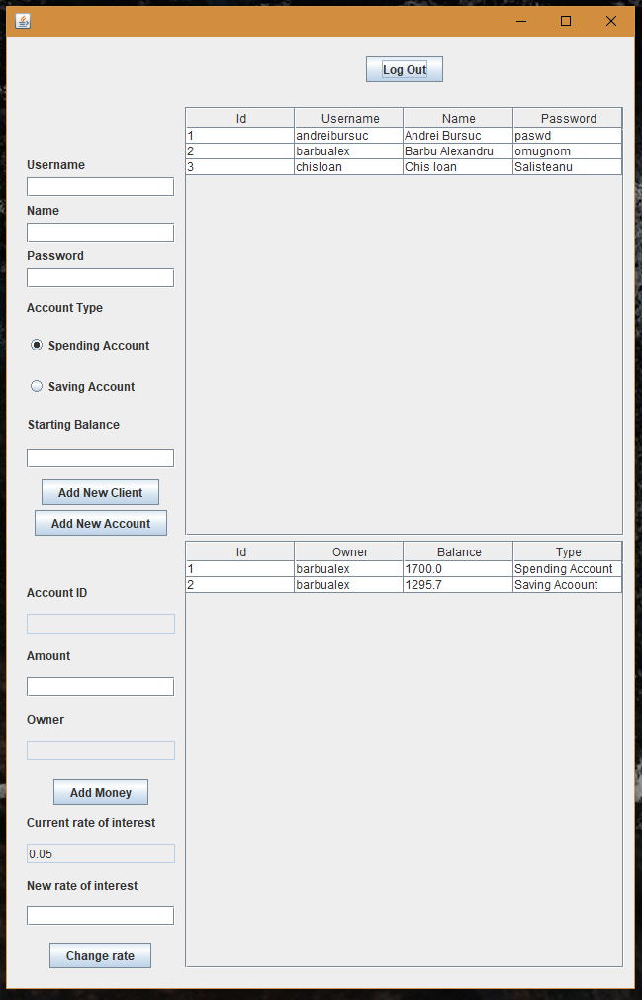 Log Out
Id Username Name Password
1 andreibursuc Andrei Bursuc paswd
2 barbualex Barbu Alexandru omugnom
3 chisIoan Chis Ioan Salisteanu
Username
Name
Password
Account Type
Spending Account
Saving Account
Starting Balance
Add New Client
Add New Account
Id Owner Balance Type
1 barbualex 1700.0 Spending Account
2 barbualex 1295.7 Saving Acoount
Account ID
Amount
Owner
Add Money
Current rate of interest
0.05
New rate of interest
Change rate